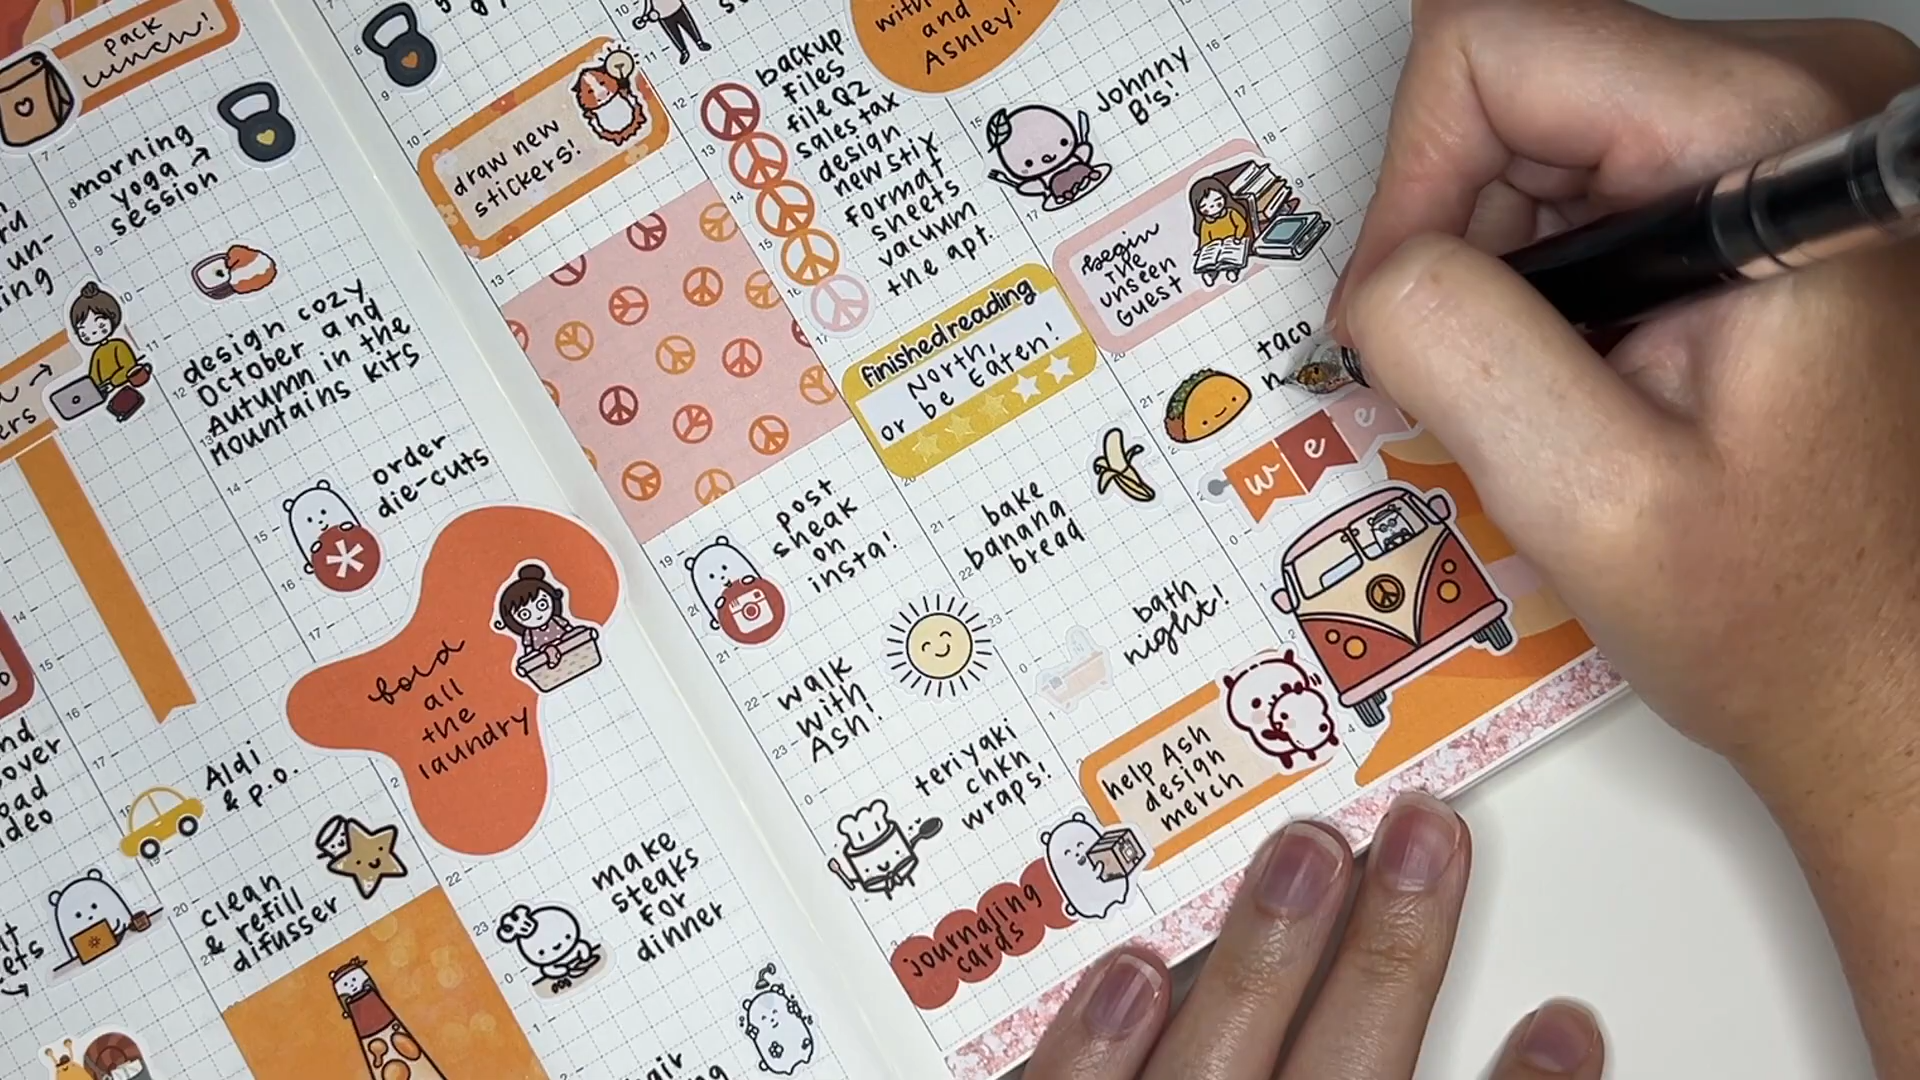 pack
lunch!
morning
yoga →
session
design cozy
October and
Autumn in the
Mountains kits
order
die-cuts
fold
all
the
laundry
Aldi
& p.o.
clean
& refill
difusser
draw new
stickers!
make
steaks
for
dinner
backup
files
file Q2
sales tax
design
new stix
format
sheets
vacuum
the apt.
post
sneak
on
insta!
walk
with
Ash!
teriyaki
chkn
wraps!
journaling
cards
and
Ashley!
Johnny
B's!
finished reading
North,
or be Eaten!
bake
banana
bread
bath
night!
help Ash
design
merch
begin
the
unseen
Guest
taco
wee